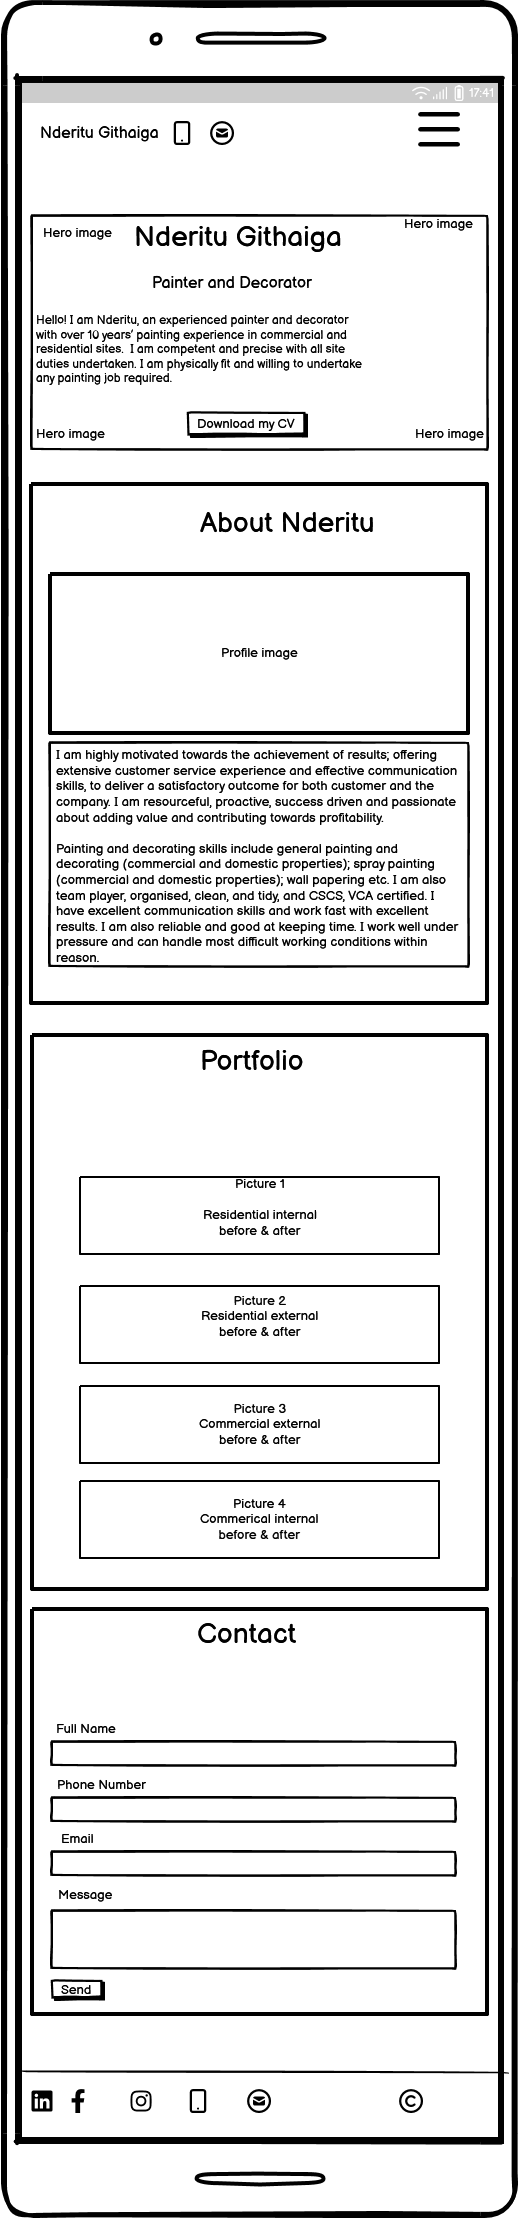 17:41
Nderitu Githaiga
Hero image
Nderitu Githaiga
Hero image
Painter and Decorator
Hello! I am Nderitu, an experienced painter and decorator
with over 10 years' painting experience in commercial and
residential sites. I am competent and precise with all site
duties undertaken. I am physically fit and willing to undertake
any painting job required.
Download my CV
Hero image
Hero image
About Nderitu
Profile image
I am highly motivated towards the achievement of results; offering
extensive customer service experience and effective communication
skills, to deliver a satisfactory outcome for both customer and the
company. I am resourceful, proactive, success driven and passionate
about adding value and contributing towards profitability.
Painting and decorating skills include general painting and
decorating (commercial and domestic properties); spray painting
(commercial and domestic properties); wall papering etc. I am also
team player, organised, clean, and tidy, and CSCS, VCA certified. I
have excellent communication skills and work fast with excellent
results. I am also reliable and good at keeping time. I work well under
pressure and can handle most difficult working conditions within
reason.
Portfolio
Picture 1
Residential internal
before & after
Picture 2
Residential external
before & after
Picture 3
Commercial external
before & after
Picture 4
Commerical internal
before & after
Contact
Full Name
Phone Number
Email
Message
Send
in f ©